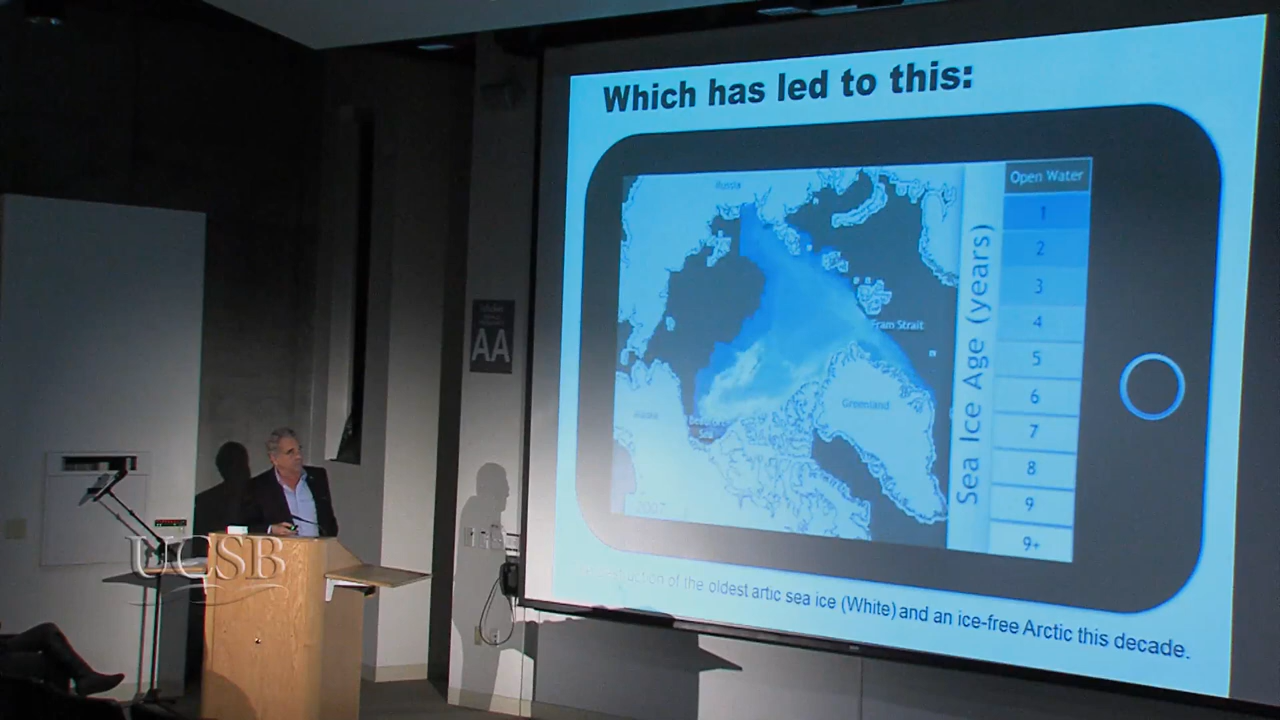 Which has led to this:
Open Water
Russia
1
2
3
4
5
6
7
8
9
9+
Sea Ice Age (years)
Fram Strait
Greenland
Alaska
Beaufort
Sea
2007
of the oldest artic sea ice (White) and an ice-free Arctic this decade.
AA
UCSB